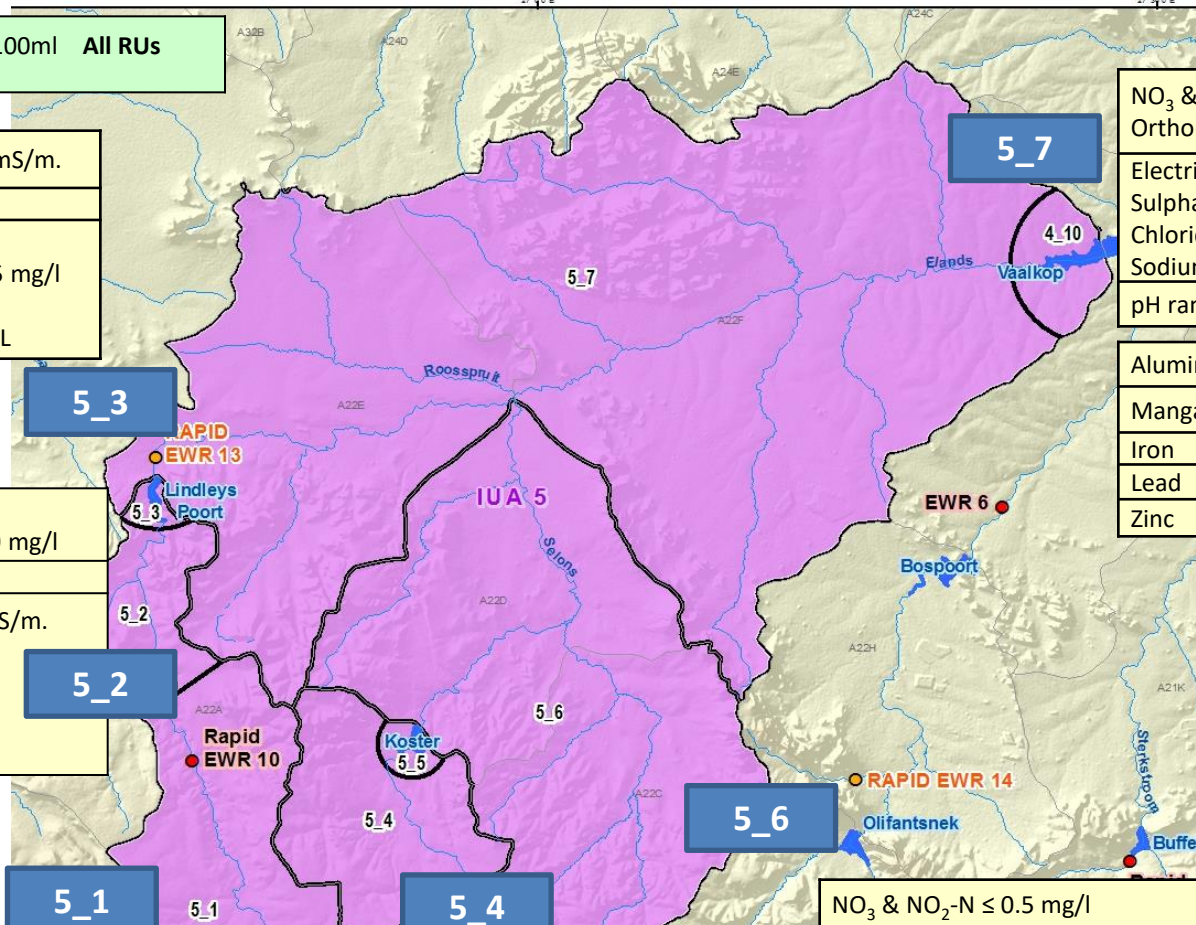 100ml All RUs
A32B
A24D
A24C
A24E
mS/m.
mg/l
L
5_7
NO₃ &
Ortho
Electri
Sulpha
Chlori
Sodiu
pH ran
4_10
Vaalkop
Elands
5_7
A22F
Roosspruit
A22E
5_3
RAPID
EWR 13
Lindleys
Poort
5_3
mg/l
S/m.
IUA 5
Selons
A22D
EWR 6
Bospoort
Alumin
Manga
Iron
Lead
Zinc
5_2
A22H
5_2
A22A
A21K
5_6
Rapid
EWR 10
Koster
5_5
Sterkstroom
RAPID EWR 14
A22C
5_4
5_6
Olifantsnek
Buffe
5_1
5_1
5_4
NO₃ & NO₂-N ≤ 0.5 mg/l